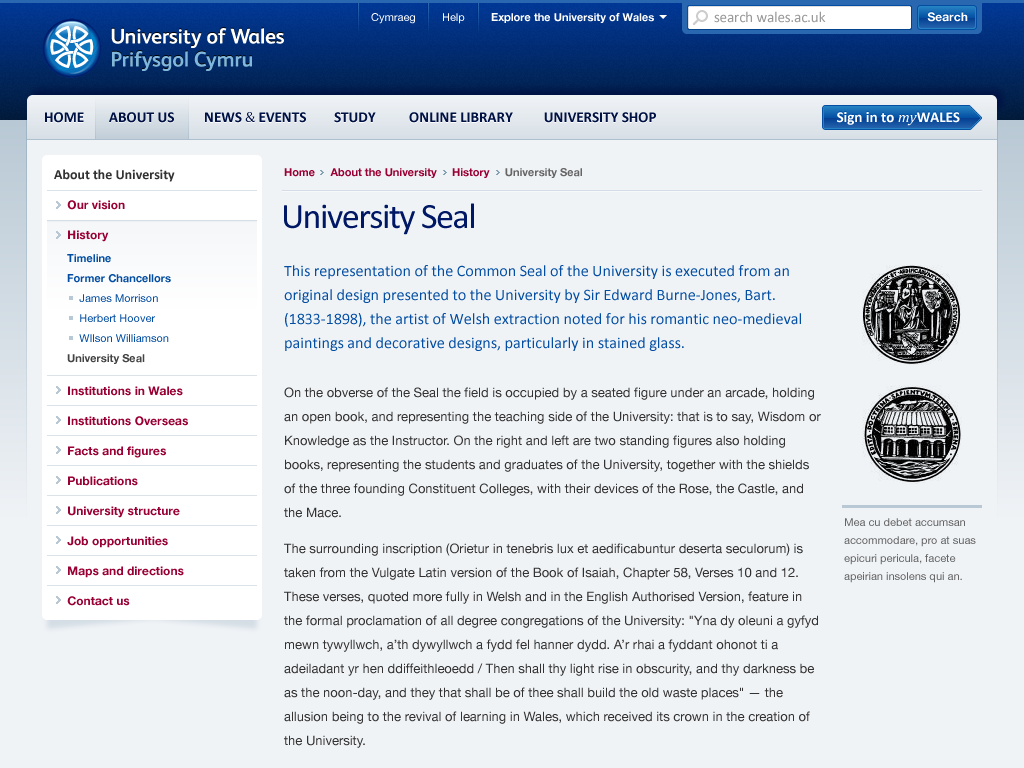 Cymraeg
Help
Explore the University of Wales
search wales.ac.uk
Search
University of Wales
Prifysgol Cymru
HOME
ABOUT US
NEWS & EVENTS
STUDY
ONLINE LIBRARY
UNIVERSITY SHOP
Sign in to myWALES
About the University
Our vision
History
Timeline
Former Chancellors
James Morrison
Herbert Hoover
WIlson Williamson
University Seal
Institutions in Wales
Institutions Overseas
Facts and figures
Publications
University structure
Job opportunities
Maps and directions
Contact us
Home › About the University › History › University Seal
University Seal
This representation of the Common Seal of the University is executed from an
original design presented to the University by Sir Edward Burne-Jones, Bart.
(1833-1898), the artist of Welsh extraction noted for his romantic neo-medieval
paintings and decorative designs, particularly in stained glass.
On the obverse of the Seal the field is occupied by a seated figure under an arcade, holding
an open book, and representing the teaching side of the University: that is to say, Wisdom or
Knowledge as the Instructor. On the right and left are two standing figures also holding
books, representing the students and graduates of the University, together with the shields
of the three founding Constituent Colleges, with their devices of the Rose, the Castle, and
the Mace.
The surrounding inscription (Orietur in tenebris lux et aedificabuntur deserta seculorum) is
taken from the Vulgate Latin version of the Book of Isaiah, Chapter 58, Verses 10 and 12.
These verses, quoted more fully in Welsh and in the English Authorised Version, feature in
the formal proclamation of all degree congregations of the University: "Yna dy oleuni a gyfyd
mewn tywyllwch, a'th dywyllwch a fydd fel hanner dydd. A'r rhai a fyddant ohonot ti a
adeiladant yr hen ddiffeithleoedd / Then shall thy light rise in obscurity, and thy darkness be
as the noon-day, and they that shall be of thee shall build the old waste places" — the
allusion being to the revival of learning in Wales, which received its crown in the creation of
the University.
Mea cu debet accumsan
accommodare, pro at suas
epicuri pericula, facete
apeirian insolens qui an.